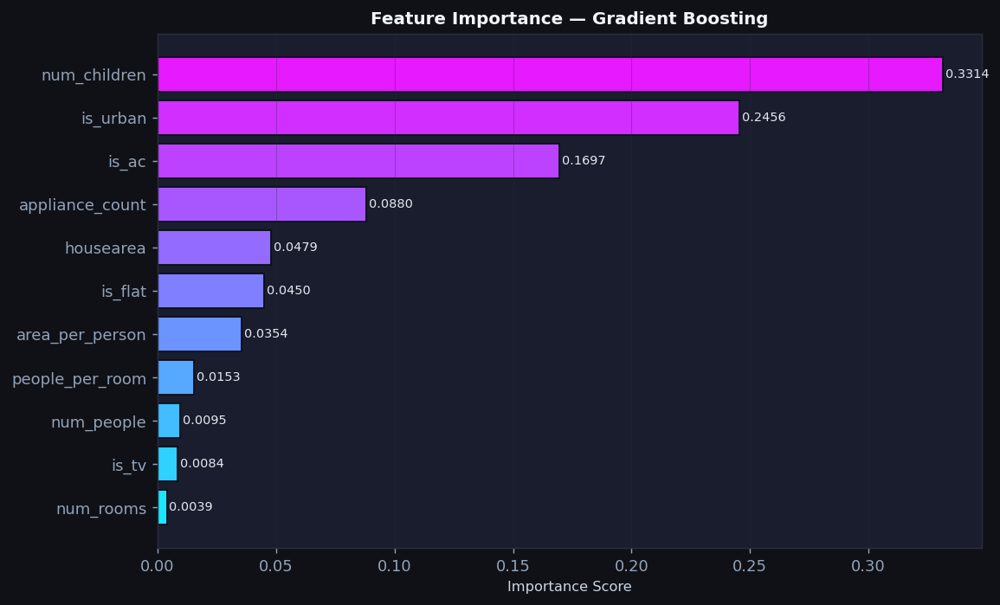 Feature Importance — Gradient Boosting
num_children 0.3314
is_urban 0.2456
is_ac 0.1697
appliance_count 0.0880
housearea 0.0479
is_flat 0.0450
area_per_person 0.0354
people_per_room 0.0153
num_people 0.0095
is_tv 0.0084
num_rooms 0.0039
0.00 0.05 0.10 0.15 0.20 0.25 0.30
Importance Score